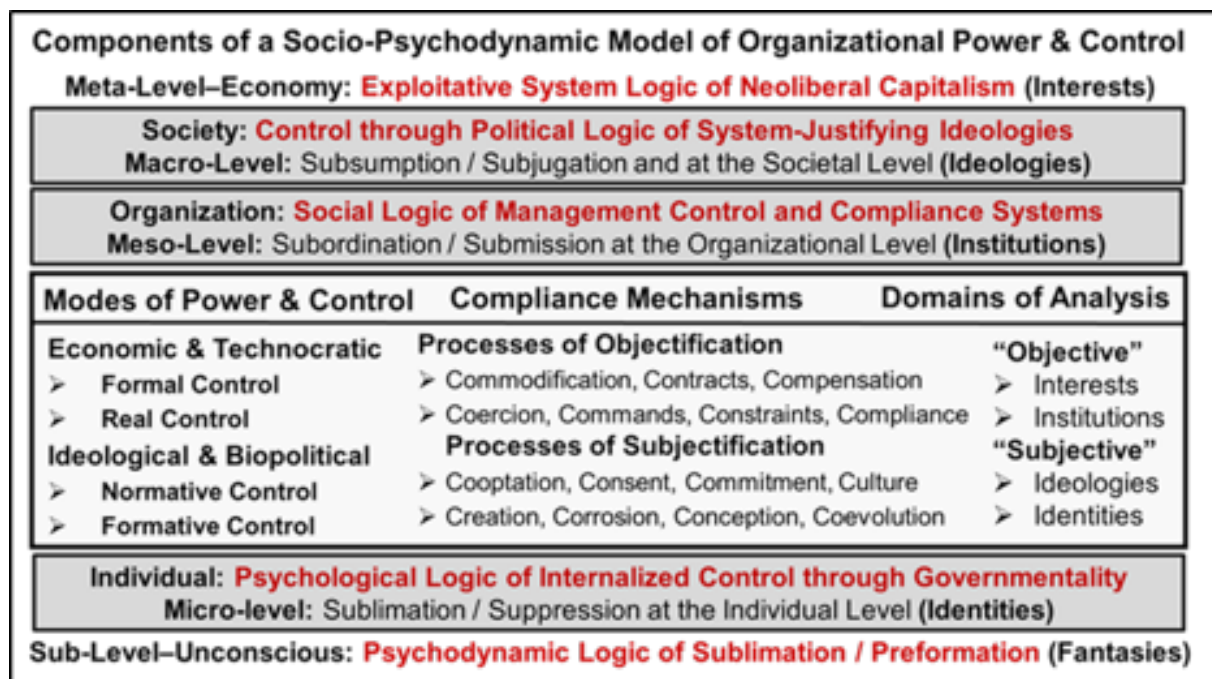 Components of a Socio-Psychodynamic Model of Organizational Power & Control
Meta-Level–Economy: Exploitative System Logic of Neoliberal Capitalism (Interests)
Society: Control through Political Logic of System-Justifying Ideologies
Macro-Level: Subsumption / Subjugation and at the Societal Level (Ideologies)
Organization: Social Logic of Management Control and Compliance Systems
Meso-Level: Subordination / Submission at the Organizational Level (Institutions)
Modes of Power & Control Compliance Mechanisms Domains of Analysis
Economic & Technocratic Processes of Objectification “Objective”
➢ Formal Control ➢ Commodification, Contracts, Compensation ➢ Interests
➢ Real Control ➢ Coercion, Commands, Constraints, Compliance ➢ Institutions
Ideological & Biopolitical Processes of Subjectification “Subjective”
➢ Normative Control ➢ Cooptation, Consent, Commitment, Culture ➢ Ideologies
➢ Formative Control ➢ Creation, Corrosion, Conception, Coevolution ➢ Identities
Individual: Psychological Logic of Internalized Control through Governmentality
Micro-level: Sublimation / Suppression at the Individual Level (Identities)
Sub-Level–Unconscious: Psychodynamic Logic of Sublimation / Preformation (Fantasies)